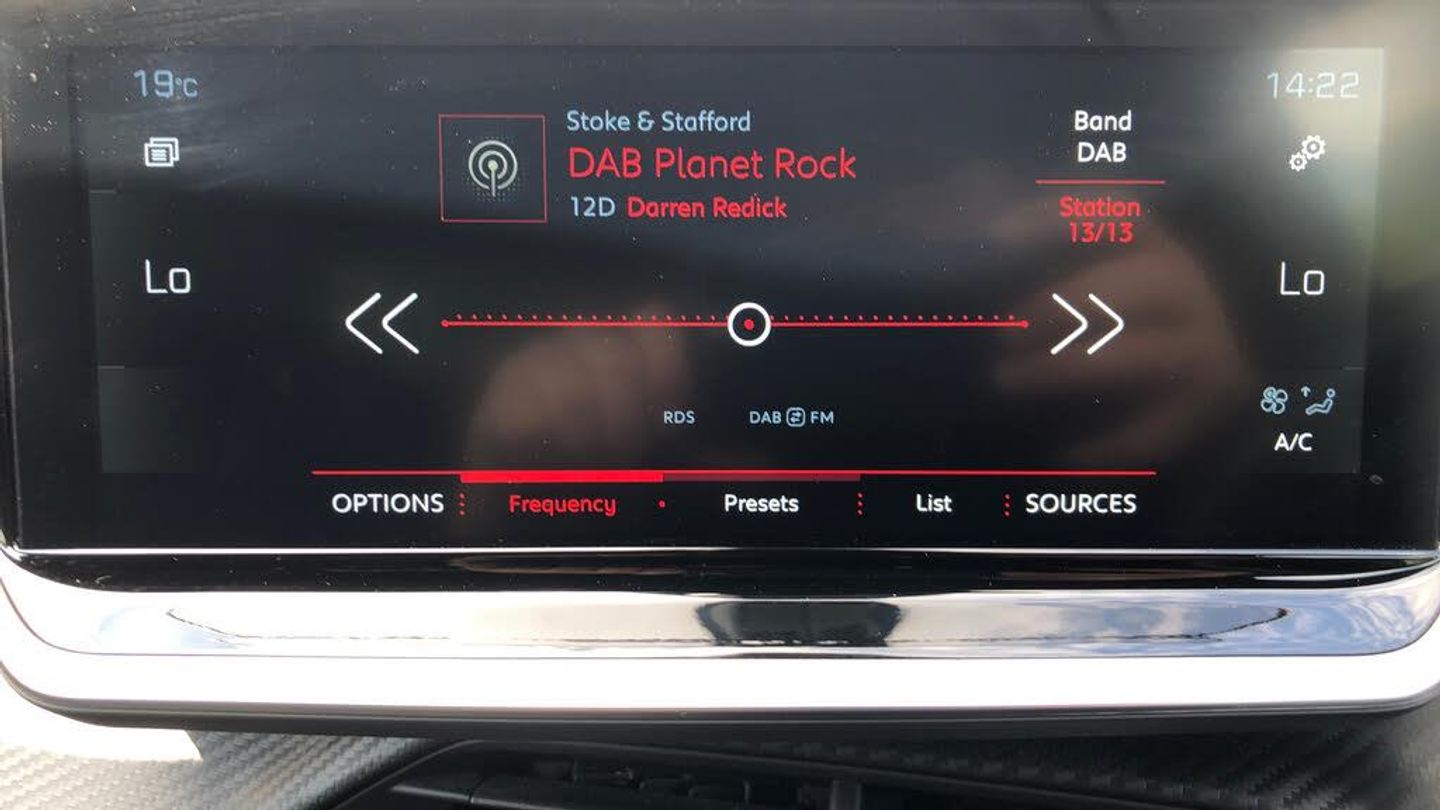 19°C
14:22
Stoke & Stafford
DAB Planet Rock
12D Darren Redick
Band
DAB
Station
13/13
Lo
Lo
RDS
DAB FM
A/C
OPTIONS
Frequency
Presets
List
SOURCES